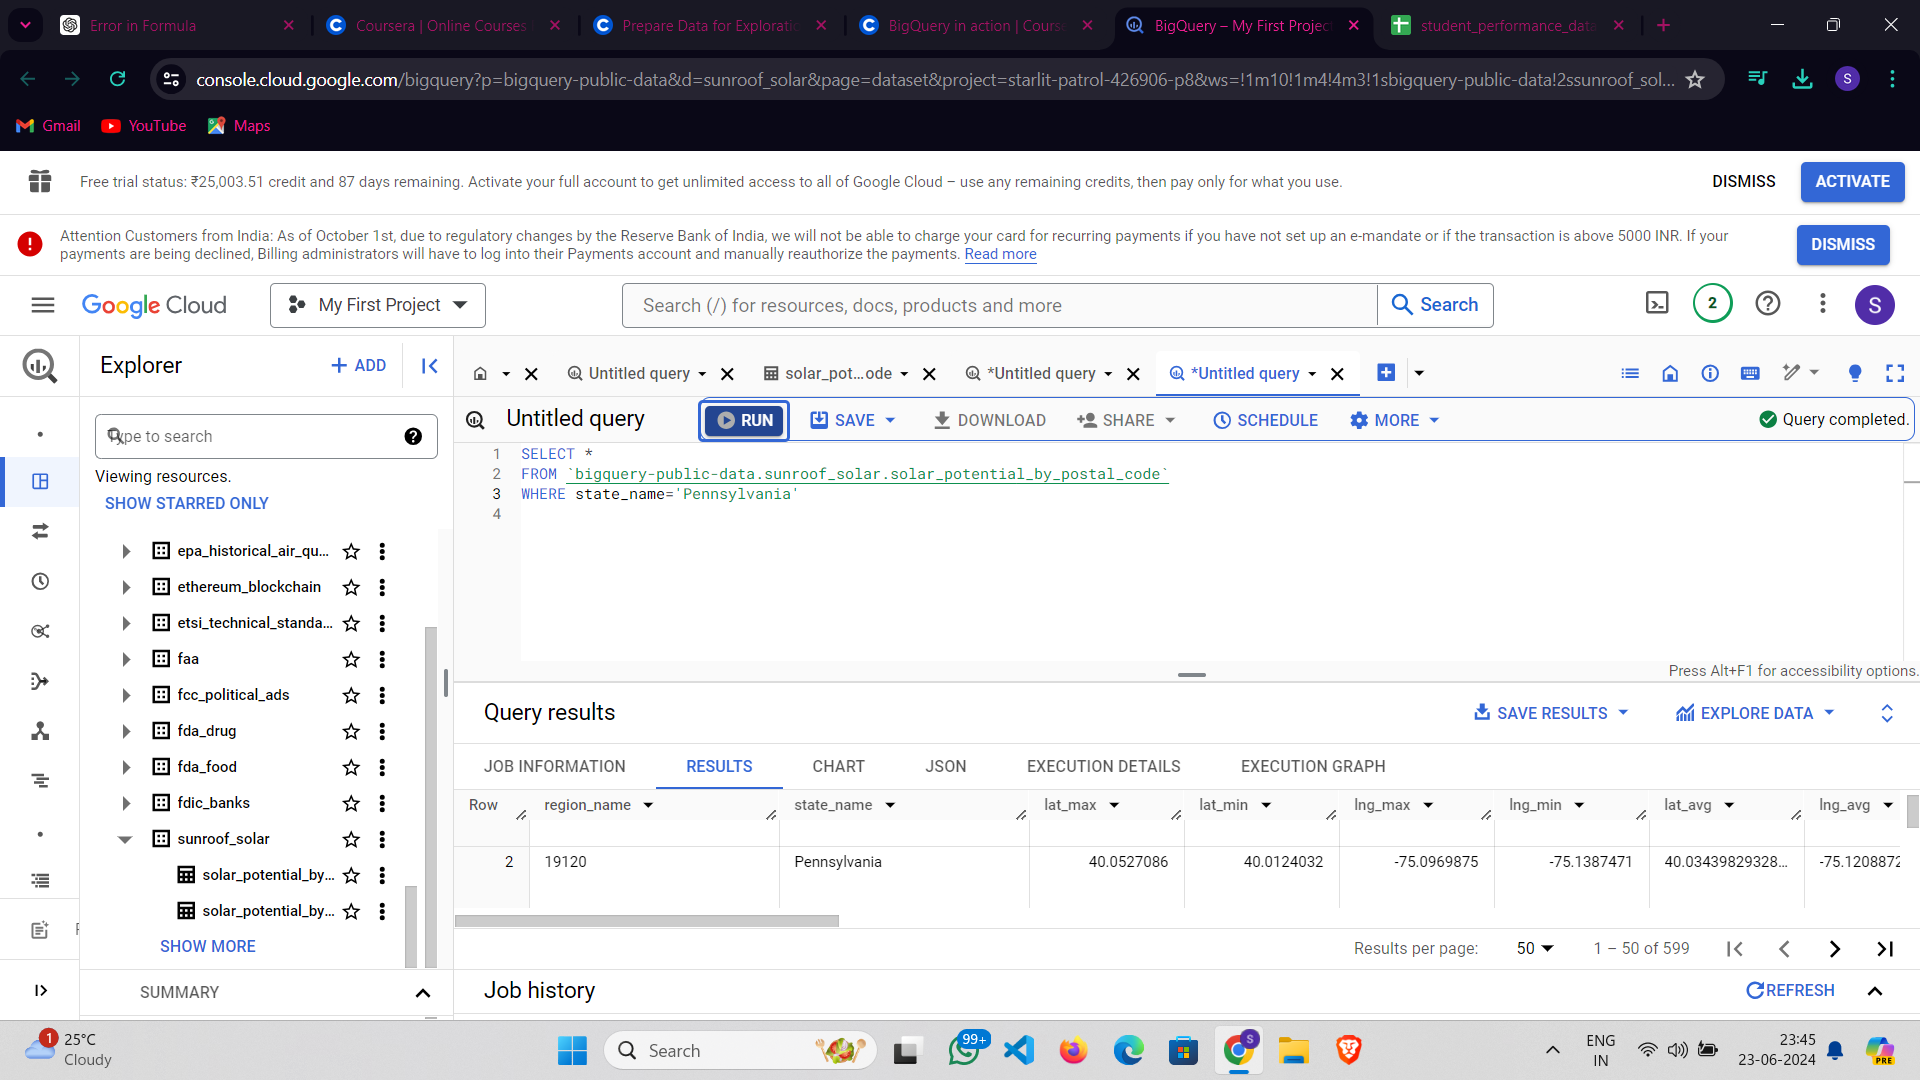 Error in Formula
Coursera | Online Courses
Prepare Data for Exploratio
BigQuery in action | Cours
BigQuery – My First Project
student_performance_data
console.cloud.google.com/bigquery?p=bigquery-public-data&d=sunroof_solar&page=dataset&project=starlit-patrol-426906-p8&ws=!1m10!1m4!4m3!1sbigquery-public-data!2ssunroof_sol...
S
Gmail
YouTube
Maps
Free trial status: ₹25,003.51 credit and 87 days remaining. Activate your full account to get unlimited access to all of Google Cloud – use any remaining credits, then pay only for what you use.
DISMISS
ACTIVATE
Attention Customers from India: As of October 1st, due to regulatory changes by the Reserve Bank of India, we will not be able to charge your card for recurring payments if you have not set up an e-mandate or if the transaction is above 5000 INR. If your
payments are being declined, Billing administrators will have to log into their Payments account and manually reauthorize the payments. Read more
DISMISS
Google Cloud
My First Project
Search (/) for resources, docs, products and more
Search
2
S
Explorer
+ ADD
Untitled query
solar_pot...ode
*Untitled query
*Untitled query
Type to search
Viewing resources.
SHOW STARRED ONLY
epa_historical_air_qu...
ethereum_blockchain
etsi_technical_standa...
faa
fcc_political_ads
fda_drug
fda_food
fdic_banks
sunroof_solar
solar_potential_by...
solar_potential_by...
SHOW MORE
SUMMARY
Untitled query
RUN
SAVE
DOWNLOAD
SHARE
SCHEDULE
MORE
Query completed.
1 SELECT *
2 FROM `bigquery-public-data.sunroof_solar.solar_potential_by_postal_code`
3 WHERE state_name='Pennsylvania'
4
Press Alt+F1 for accessibility options.
Query results
SAVE RESULTS
EXPLORE DATA
JOB INFORMATION
RESULTS
CHART
JSON
EXECUTION DETAILS
EXECUTION GRAPH
Row region_name state_name lat_max lat_min lng_max lng_min lat_avg lng_avg
2 19120 Pennsylvania 40.0527086 40.0124032 -75.0969875 -75.1387471 40.03439829328... -75.1208872
Results per page: 50 1 – 50 of 599
Job history
REFRESH
1
25°C
Cloudy
Search
99+
S
ENG
IN
23:45
23-06-2024
PRE